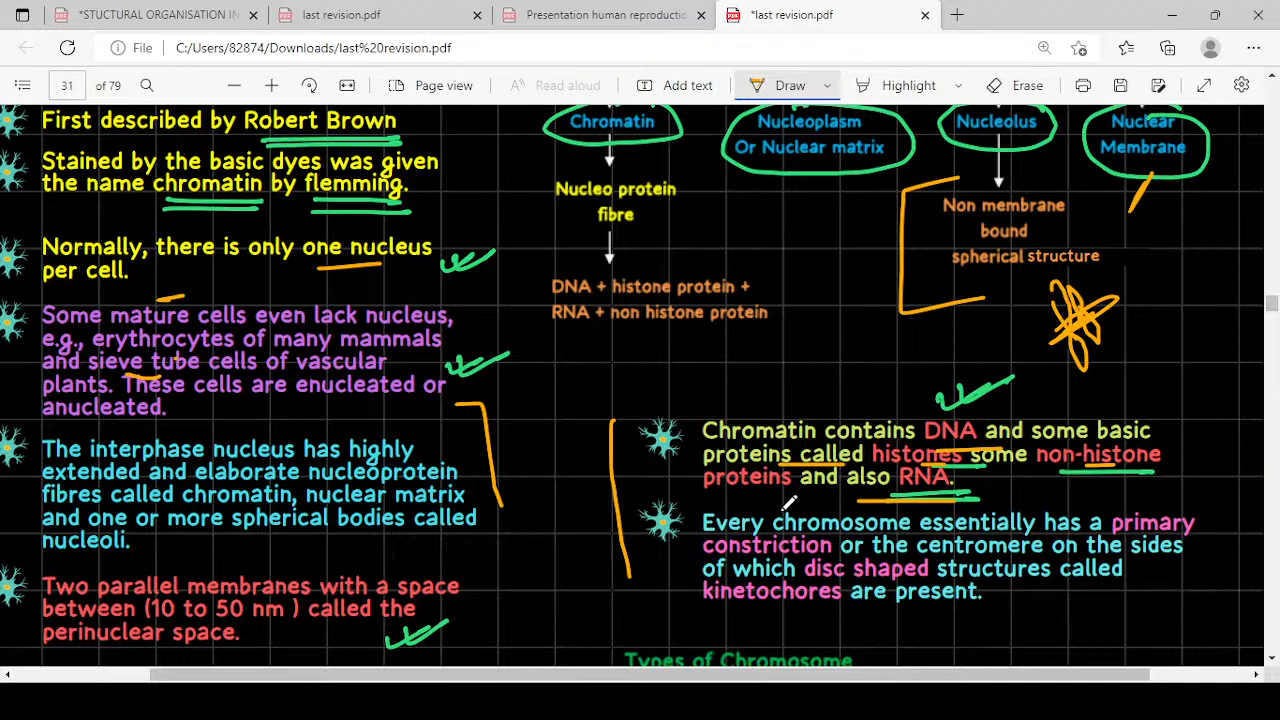 *STUCTURAL ORGANISATION IN
last revision.pdf
Presentation human reproductic
*last revision.pdf
File
C:/Users/82874/Downloads/last%20revision.pdf
31
of 79
Page view
Read aloud
Add text
Draw
Highlight
Erase
First described by Robert Brown
Stained by the basic dyes was given
the name chromatin by flemming.
Normally, there is only one nucleus
per cell.
Some mature cells even lack nucleus,
e.g., erythrocytes of many mammals
and sieve tube cells of vascular
plants. These cells are enucleated or
anucleated.
The interphase nucleus has highly
extended and elaborate nucleoprotein
fibres called chromatin, nuclear matrix
and one or more spherical bodies called
nucleoli.
Two parallel membranes with a space
between (10 to 50 nm ) called the
perinuclear space.
Chromatin
Nucleo protein
fibre
DNA + histone protein +
RNA + non histone protein
Nucleoplasm
Or Nuclear matrix
Nucleolus
Non membrane
bound
spherical structure
Nuclear
Membrane
Chromatin contains DNA and some basic
proteins called histones some non-histone
proteins and also RNA.
Every chromosome essentially has a primary
constriction or the centromere on the sides
of which disc shaped structures called
kinetochores are present.
Types of Chromosome